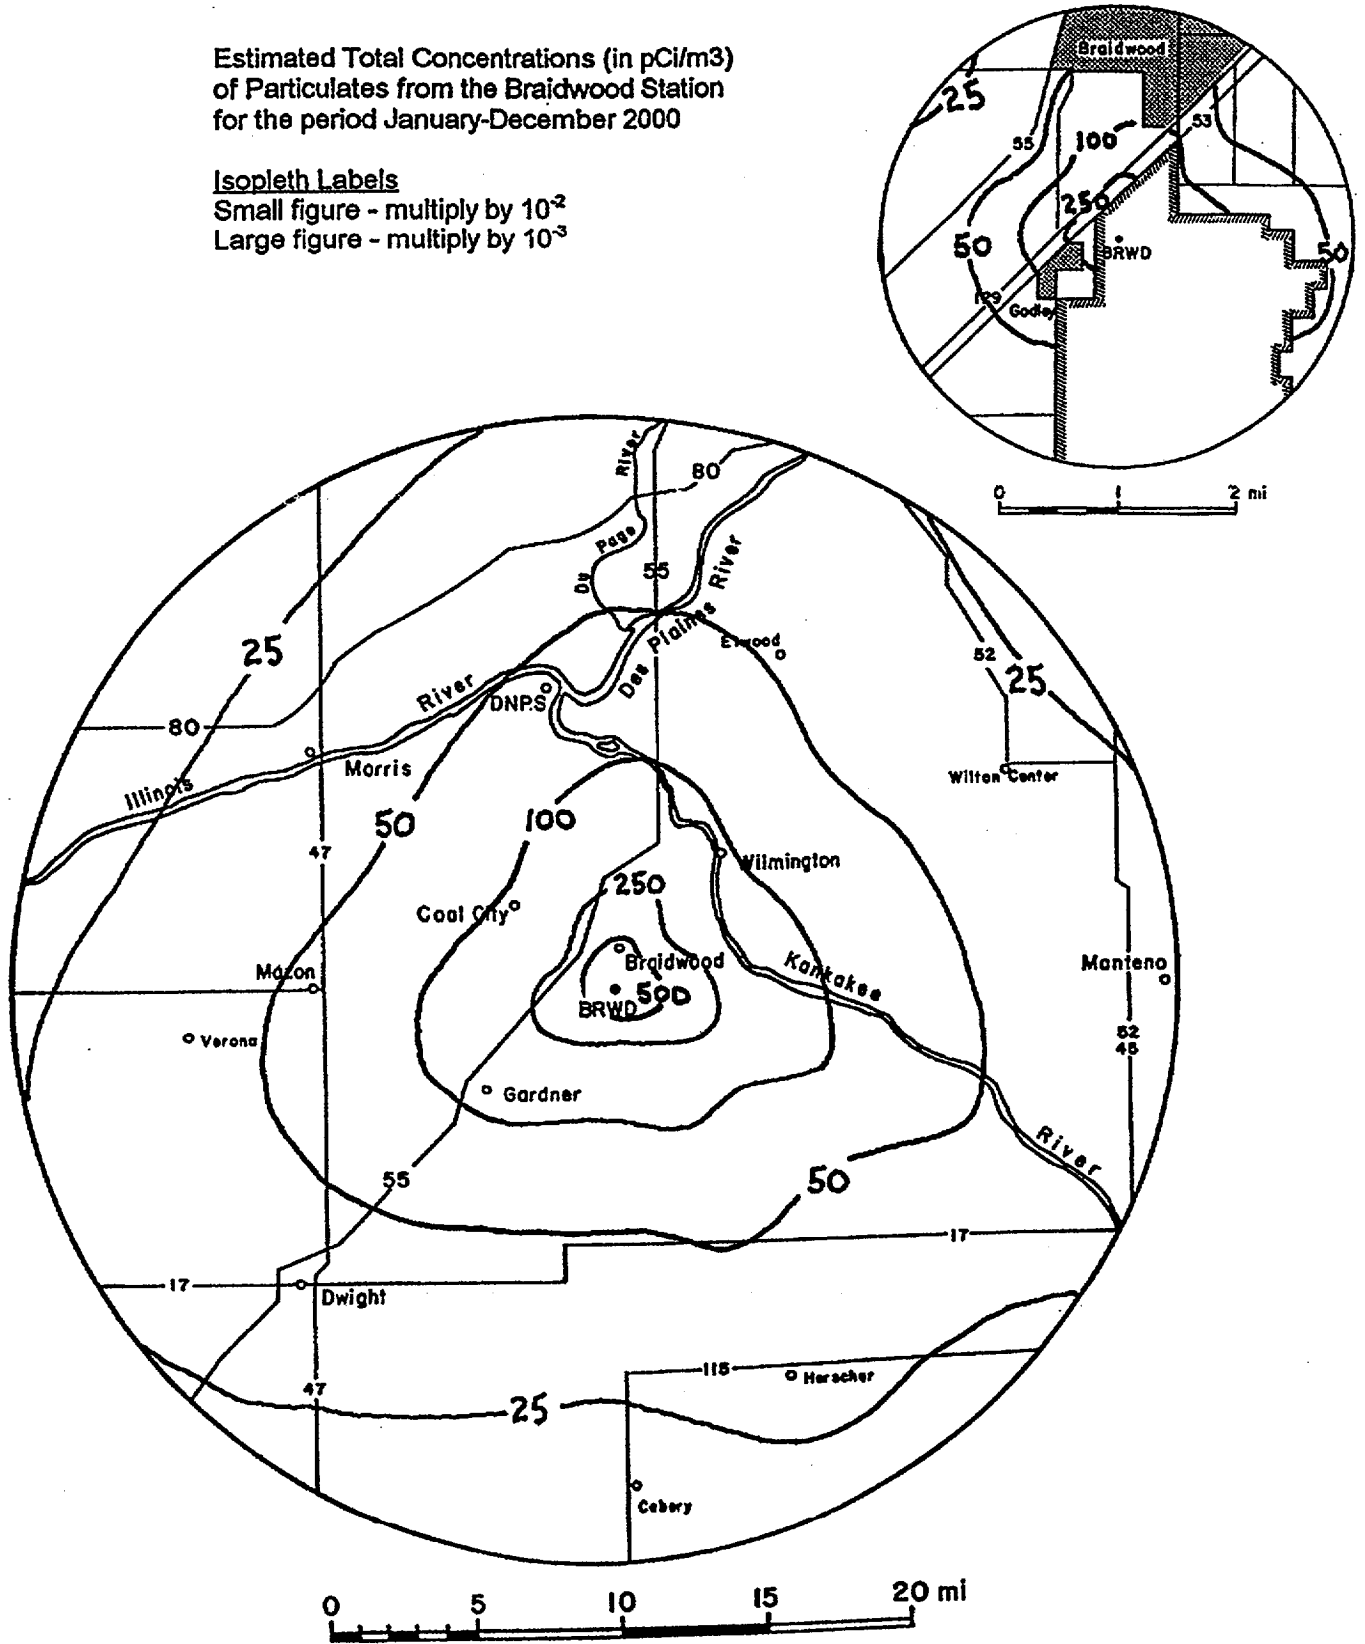 Estimated Total Concentrations (in pCi/m3)
of Particulates from the Braidwood Station
for the period January-December 2000
Isopleth Labels
Small figure - multiply by 10-2
Large figure - multiply by 10-3
Braidwood
25
53
55
100
250
50
BRWD
50
129
Godley
0 1 2 mi
River
80
Page
55
Du
Des Plaines River
Elwood
25
52
25
River
DNPS
80
Morris
Wilton Center
Illinois
50
100
47
Wilmington
250
Coal City
Braidwood
Kankakee
Manteno
Mazon
500
BRWD
52
45
Verona
Gardner
River
55
50
17
17
Dwight
115
Herscher
47
25
Cabery
0 5 10 15 20 mi